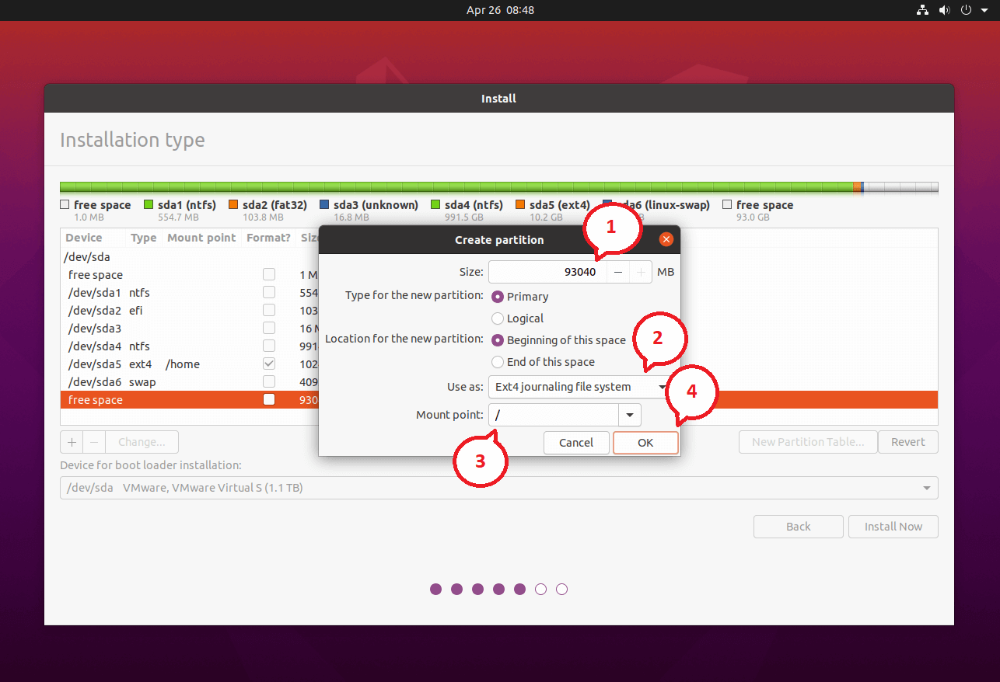 Apr 26 08:48
Install
Installation type
free space sda1 (ntfs) sda2 (fat32) sda3 (unknown) sda4 (ntfs) sda5 (ext4) sda6 (linux-swap) free space
1.0 MB 554.7 MB 103.8 MB 16.8 MB 991.5 GB 10.2 GB B 93.0 GB
Device Type Mount point Format? Size
/dev/sda
free space 1 M
/dev/sda1 ntfs 554
/dev/sda2 efi 103
/dev/sda3 16 M
/dev/sda4 ntfs 991
/dev/sda5 ext4 /home 102
/dev/sda6 swap 409
free space 930
Create partition
1
Size: 93040 − + MB
Type for the new partition: Primary
Logical
Location for the new partition: Beginning of this space
2
End of this space
Use as: Ext4 journaling file system
4
Mount point: /
Cancel OK
3
+ − Change... New Partition Table... Revert
Device for boot loader installation:
/dev/sda VMware, VMware Virtual S (1.1 TB)
Back Install Now